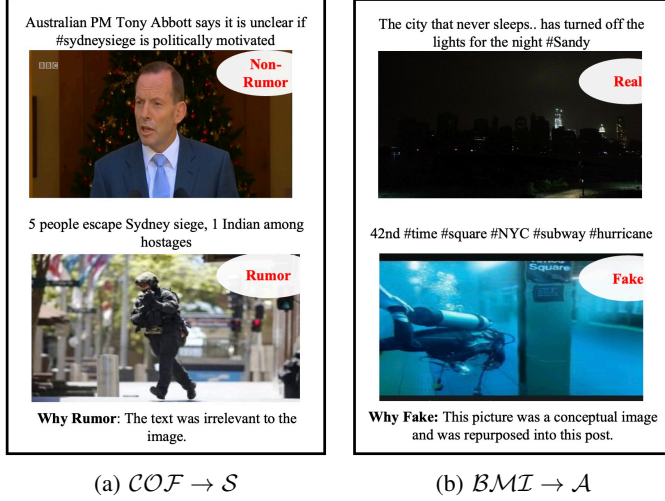 Australian PM Tony Abbott says it is unclear if
#sydneysiege is politically motivated
BBC
Non-
Rumor
5 people escape Sydney siege, 1 Indian among
hostages
Rumor
Why Rumor: The text was irrelevant to the
image.
(a) COF → S
The city that never sleeps.. has turned off the
lights for the night #Sandy
Real
42nd #time #square #NYC #subway #hurricane
Square
Fake
Why Fake: This picture was a conceptual image
and was repurposed into this post.
(b) BMI → A